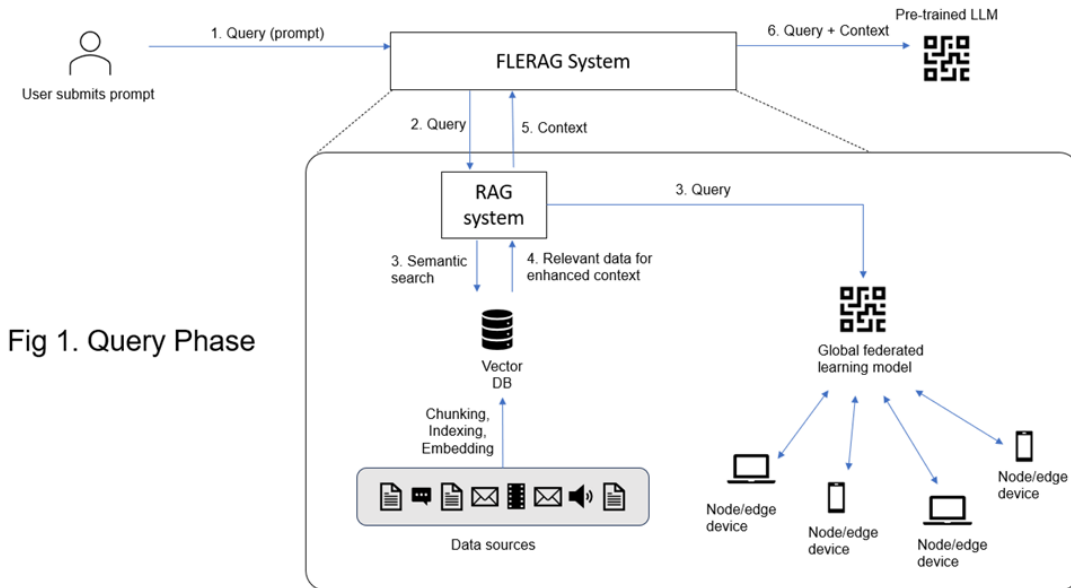 Pre-trained LLM
1. Query (prompt)
6. Query + Context
FLERAG System
User submits prompt
2. Query
5. Context
RAG
system
3. Query
3. Semantic
search
4. Relevant data for
enhanced context
Fig 1. Query Phase
Vector
DB
Global federated
learning model
Chunking,
Indexing,
Embedding
Node/edge
device
Node/edge
device
Node/edge
device
Node/edge
device
Data sources